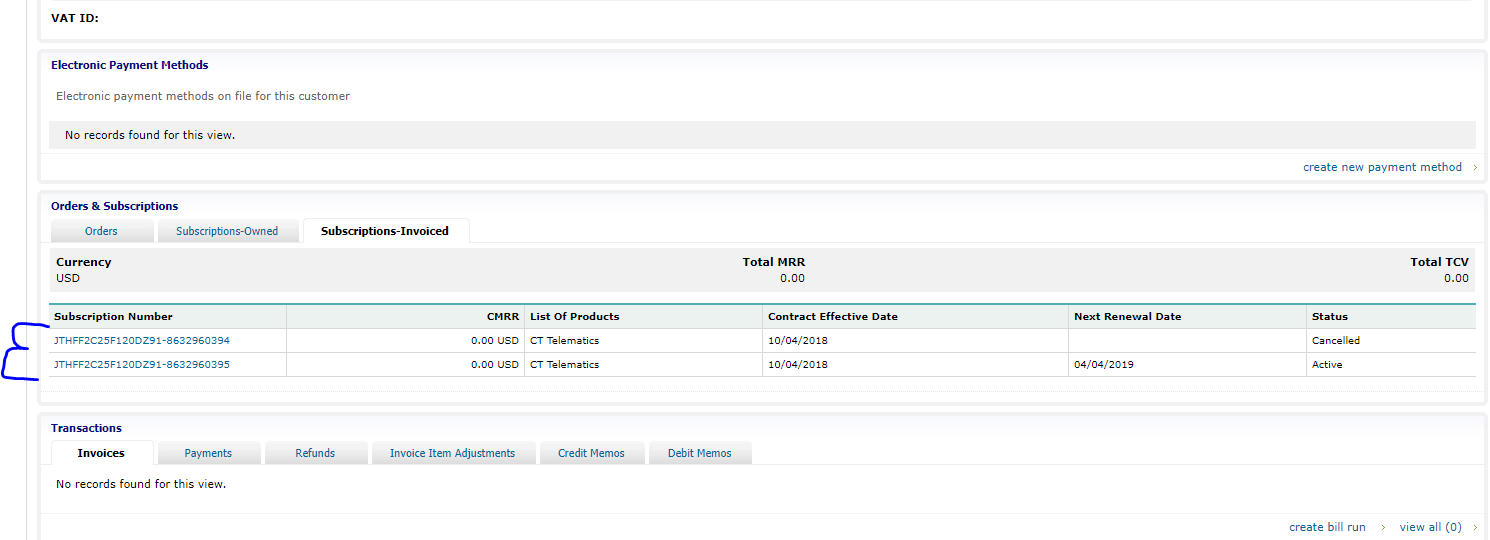 VAT ID:
Electronic Payment Methods
Electronic payment methods on file for this customer
No records found for this view.
create new payment method
Orders & Subscriptions
Orders Subscriptions-Owned Subscriptions-Invoiced
Currency Total MRR Total TCV
USD 0.00 0.00
Subscription Number CMRR List Of Products Contract Effective Date Next Renewal Date Status
JTHFF2C25F120DZ91-8632960394 0.00 USD CT Telematics 10/04/2018 Cancelled
JTHFF2C25F120DZ91-8632960395 0.00 USD CT Telematics 10/04/2018 04/04/2019 Active
Transactions
Invoices Payments Refunds Invoice Item Adjustments Credit Memos Debit Memos
No records found for this view.
create bill run view all (0)